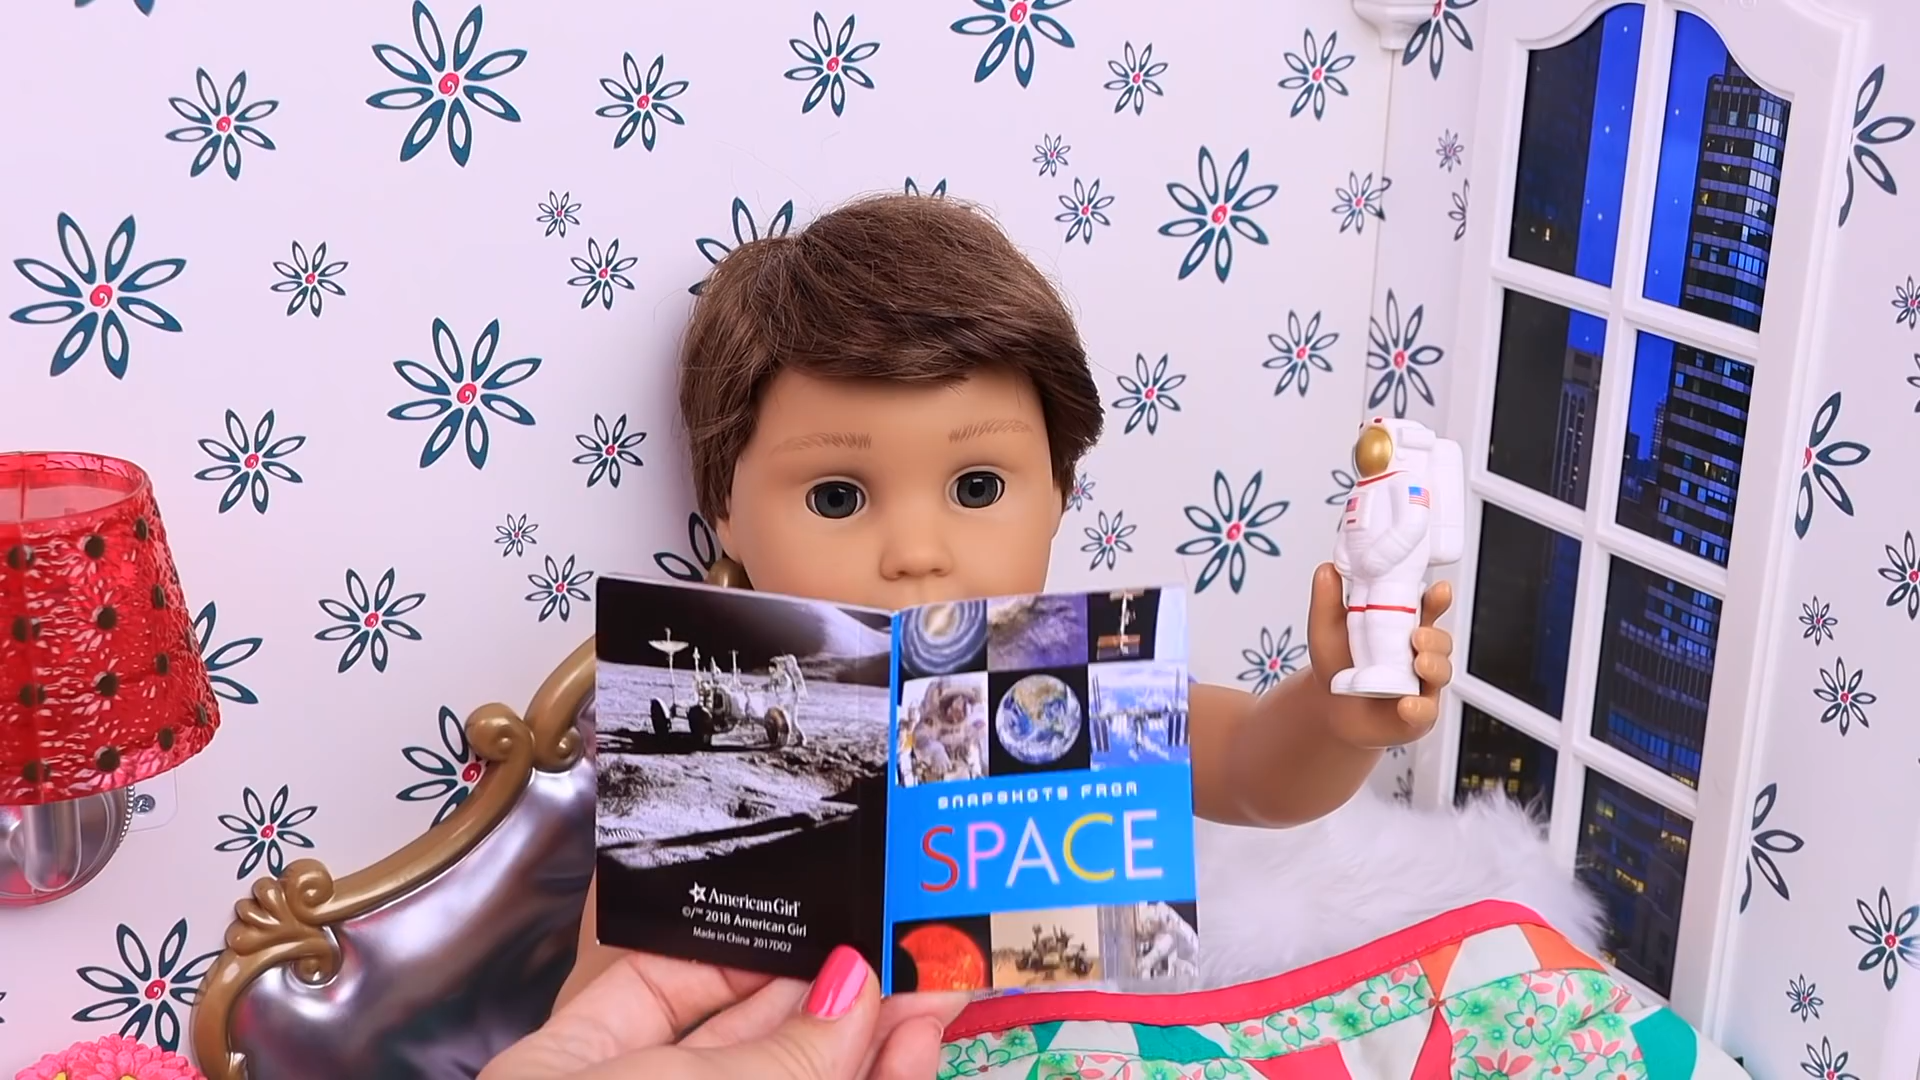 SNAPSHOTS FROM
SPACE
American Girl®
©/™ 2018 American Girl
Made in China 2017DO2